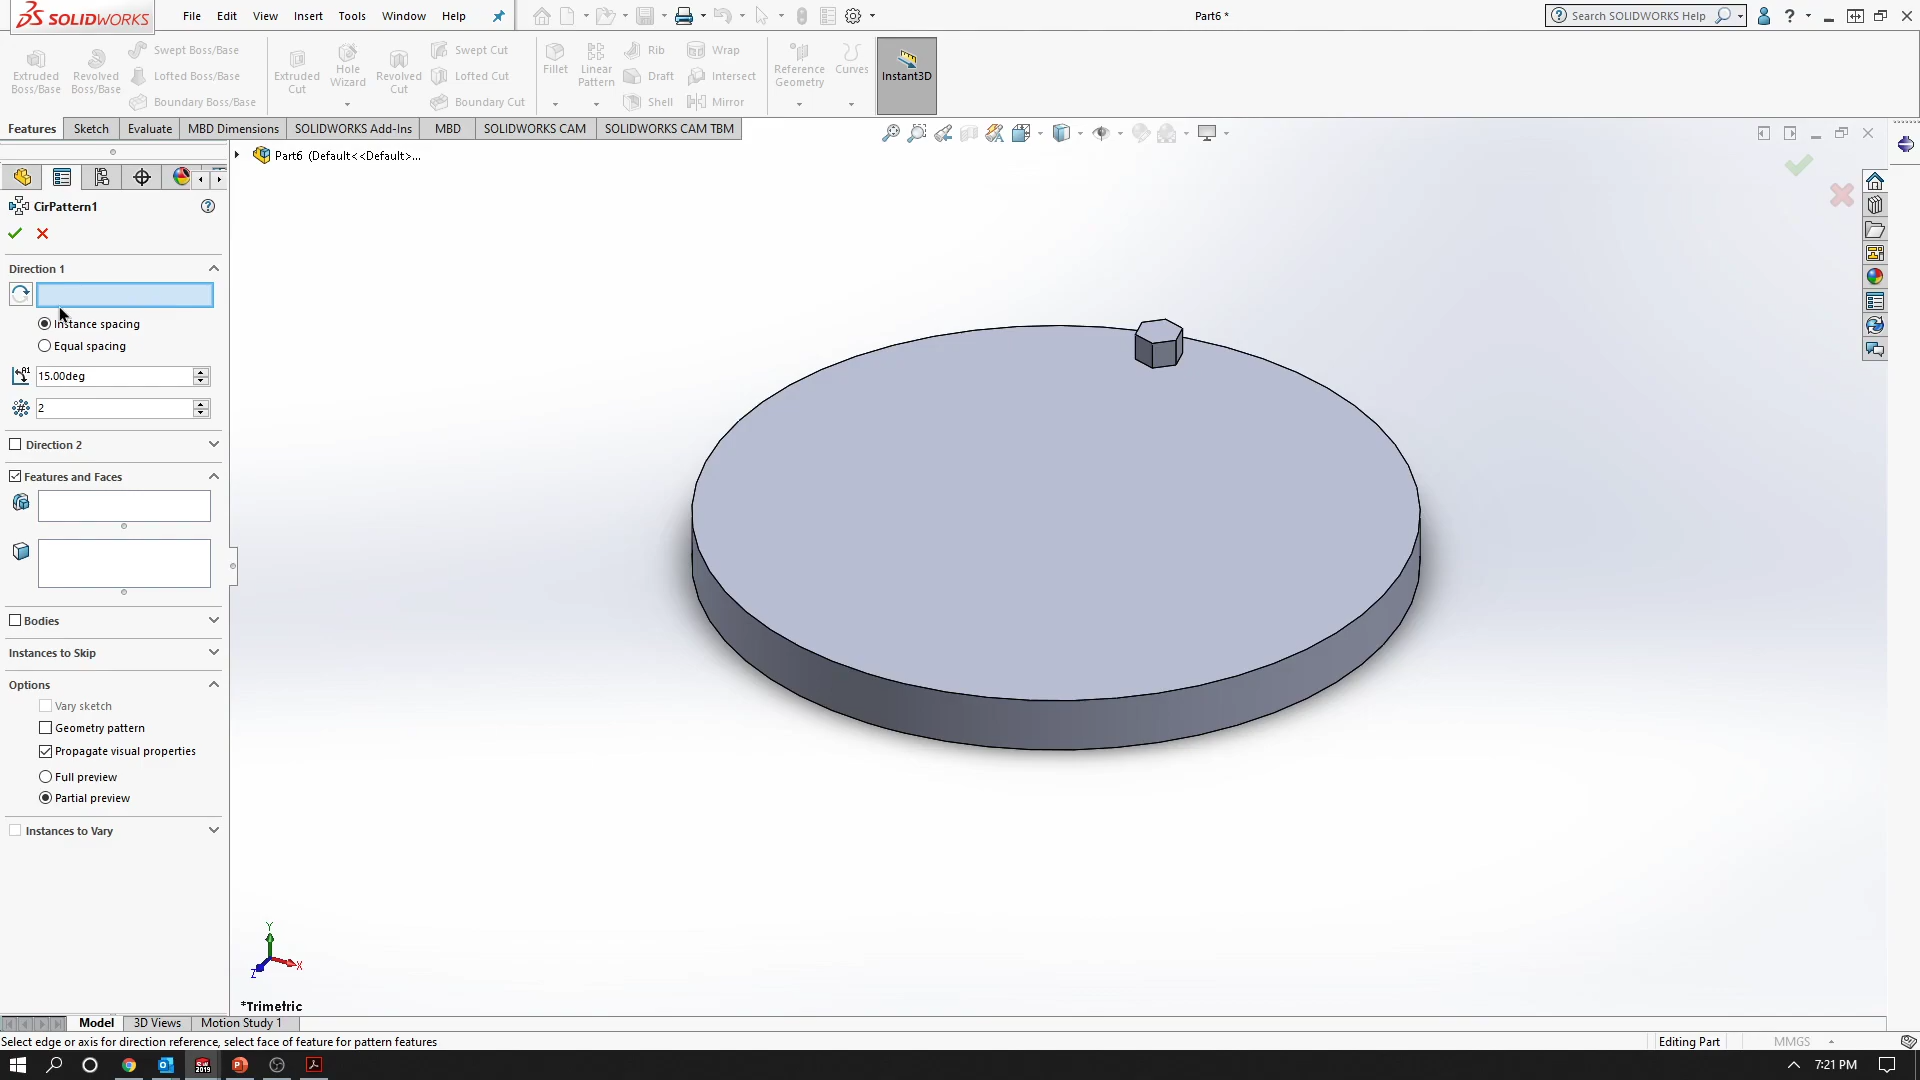 SOLIDWORKS File Edit View Insert Tools Window Help Part6 * Search SOLIDWORKS Help
Extruded Boss/Base
Revolved Boss/Base
Swept Boss/Base
Lofted Boss/Base
Boundary Boss/Base
Extruded Cut
Hole Wizard
Revolved Cut
Swept Cut
Lofted Cut
Boundary Cut
Fillet
Linear Pattern
Rib
Draft
Shell
Wrap
Intersect
Mirror
Reference Geometry
Curves
Instant3D
Features Sketch Evaluate MBD Dimensions SOLIDWORKS Add-Ins MBD SOLIDWORKS CAM SOLIDWORKS CAM TBM
Part6 (Default<<Default>...
CirPattern1
Direction 1
Instance spacing
Equal spacing
15.00deg
2
Direction 2
Features and Faces
Bodies
Instances to Skip
Options
Vary sketch
Geometry pattern
Propagate visual properties
Full preview
Partial preview
Instances to Vary
Y
X
Z
*Trimetric
Model 3D Views Motion Study 1
Select edge or axis for direction reference, select face of feature for pattern features Editing Part MMGS
7:21 PM